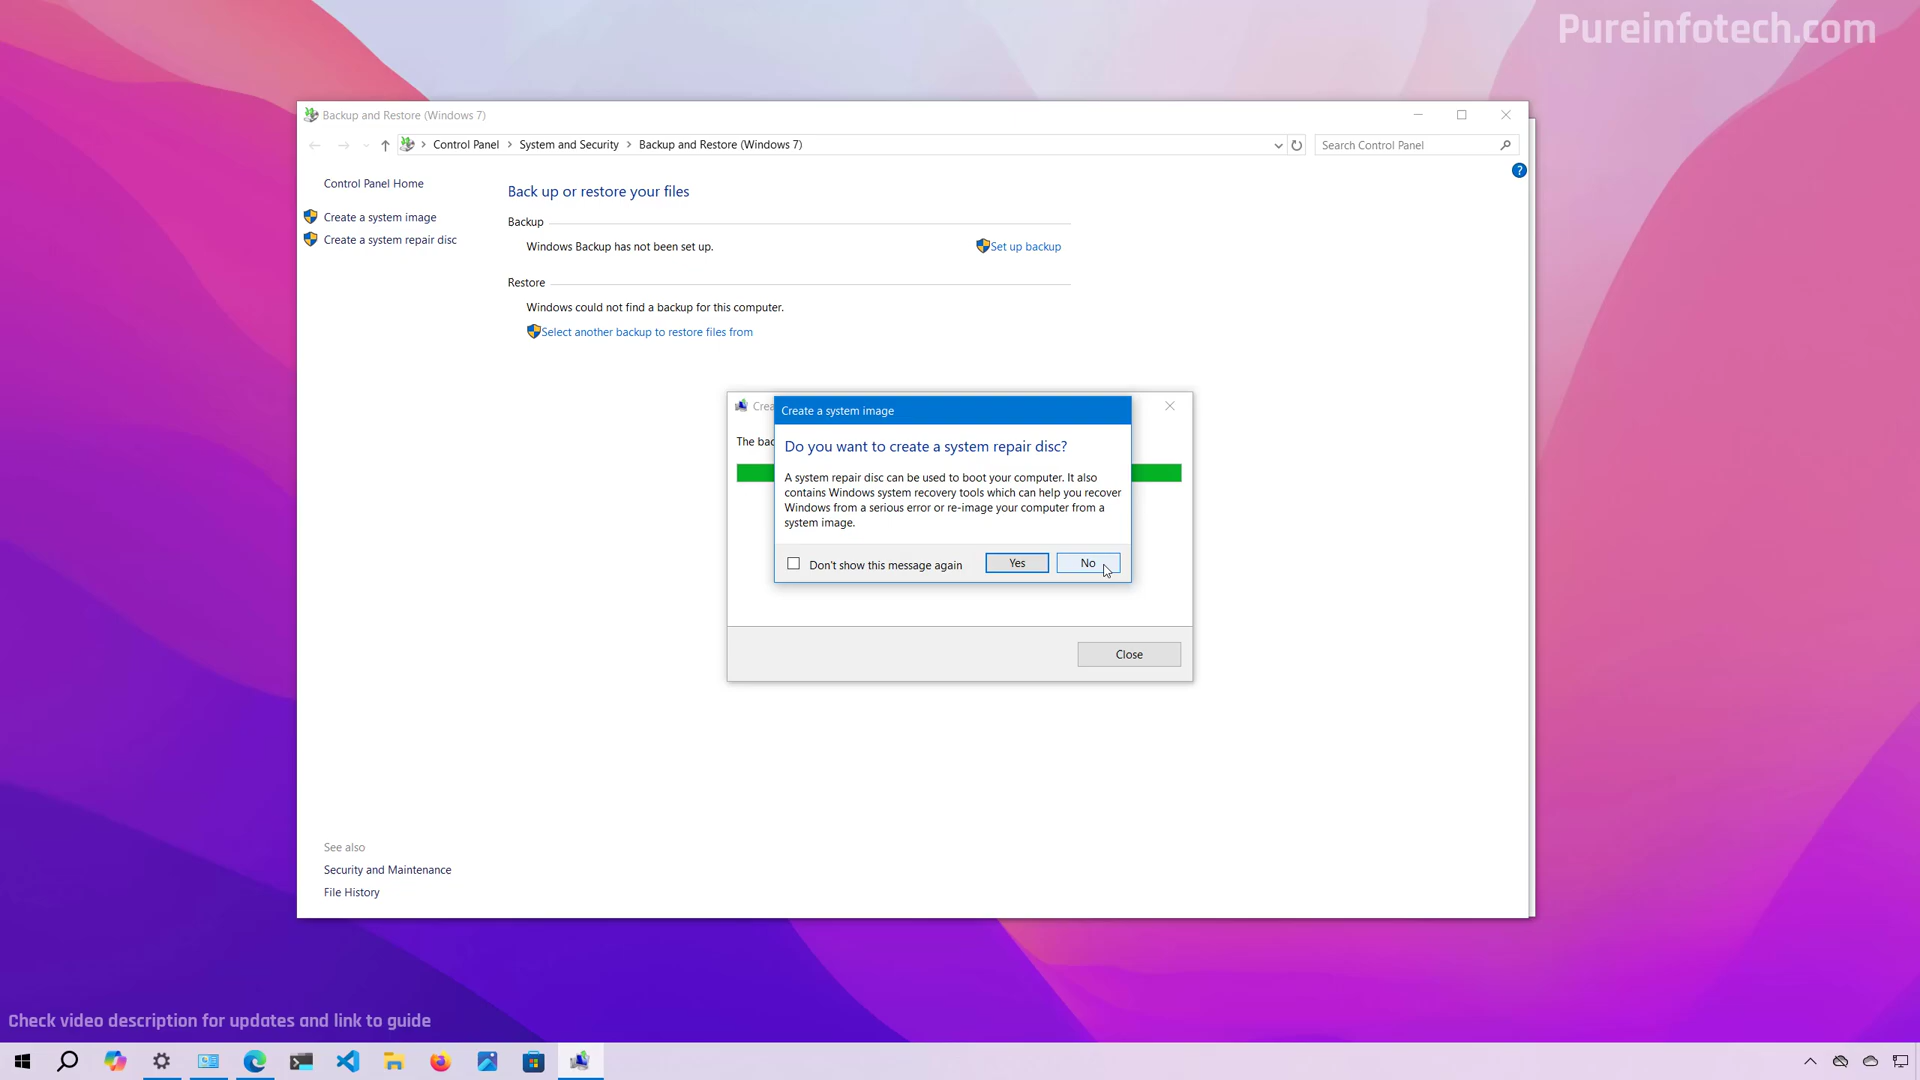 Pureinfotech.com
Backup and Restore (Windows 7)
Control Panel
System and Security
Backup and Restore (Windows 7)
Search Control Panel
Control Panel Home
Create a system image
Create a system repair disc
Back up or restore your files
Backup
Windows Backup has not been set up.
Set up backup
Restore
Windows could not find a backup for this computer.
Select another backup to restore files from
Crea
The bac
Create a system image
Do you want to create a system repair disc?
A system repair disc can be used to boot your computer. It also
contains Windows system recovery tools which can help you recover
Windows from a serious error or re-image your computer from a
system image.
Don't show this message again
Yes
No
Close
See also
Security and Maintenance
File History
Check video description for updates and link to guide